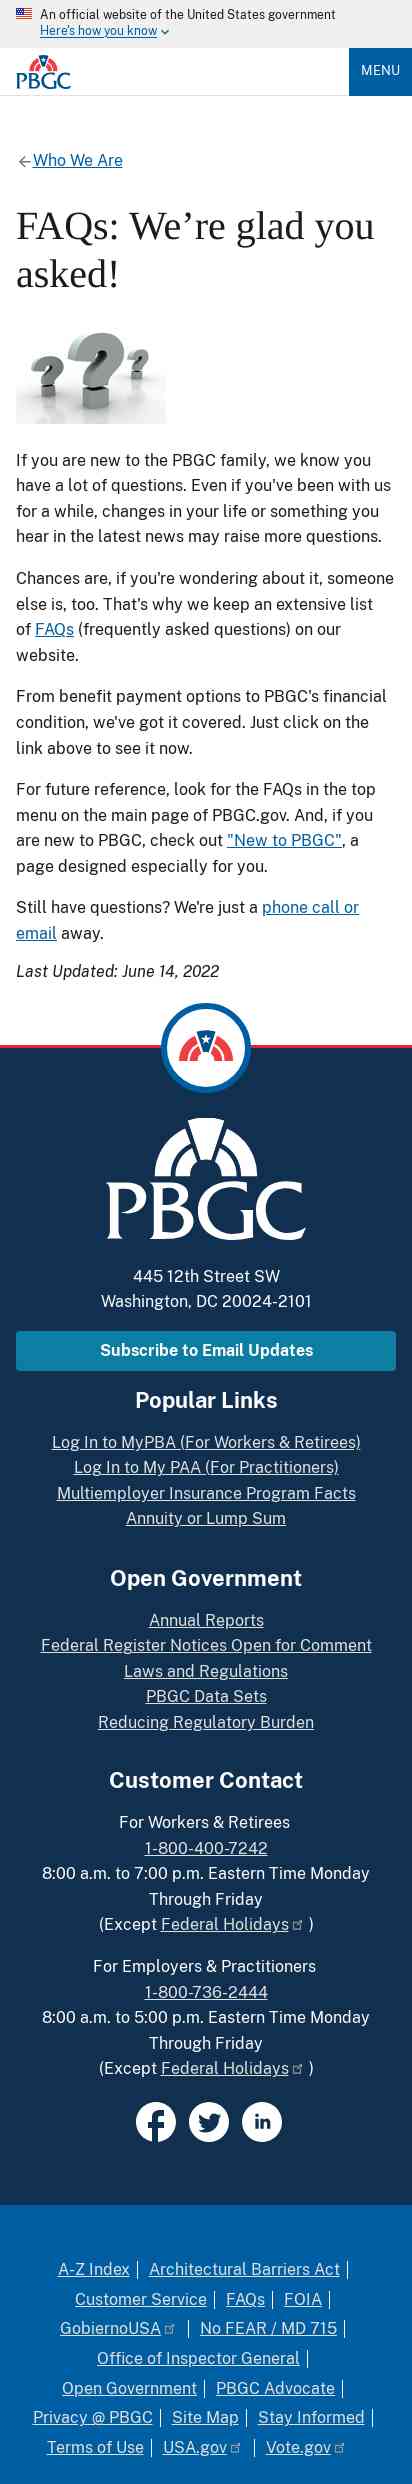 An official website of the United States government
Here's how you know
PBGC
MENU
Who We Are
FAQs: We’re glad you
asked!
If you are new to the PBGC family, we know you
have a lot of questions. Even if you've been with us
for a while, changes in your life or something you
hear in the latest news may raise more questions.
Chances are, if you're wondering about it, someone
else is, too. That's why we keep an extensive list
of FAQs (frequently asked questions) on our
website.
From benefit payment options to PBGC's financial
condition, we've got it covered. Just click on the
link above to see it now.
For future reference, look for the FAQs in the top
menu on the main page of PBGC.gov. And, if you
are new to PBGC, check out "New to PBGC", a
page designed especially for you.
Still have questions? We're just a phone call or
email away.
Last Updated: June 14, 2022
PBGC
445 12th Street SW
Washington, DC 20024-2101
Subscribe to Email Updates
Popular Links
Log In to MyPBA (For Workers & Retirees)
Log In to My PAA (For Practitioners)
Multiemployer Insurance Program Facts
Annuity or Lump Sum
Open Government
Annual Reports
Federal Register Notices Open for Comment
Laws and Regulations
PBGC Data Sets
Reducing Regulatory Burden
Customer Contact
For Workers & Retirees
1-800-400-7242
8:00 a.m. to 7:00 p.m. Eastern Time Monday
Through Friday
(Except Federal Holidays )
For Employers & Practitioners
1-800-736-2444
8:00 a.m. to 5:00 p.m. Eastern Time Monday
Through Friday
(Except Federal Holidays )
A-Z Index | Architectural Barriers Act |
Customer Service | FAQs | FOIA |
GobiernoUSA | No FEAR / MD 715 |
Office of Inspector General |
Open Government | PBGC Advocate |
Privacy @ PBGC | Site Map | Stay Informed |
Terms of Use | USA.gov | Vote.gov